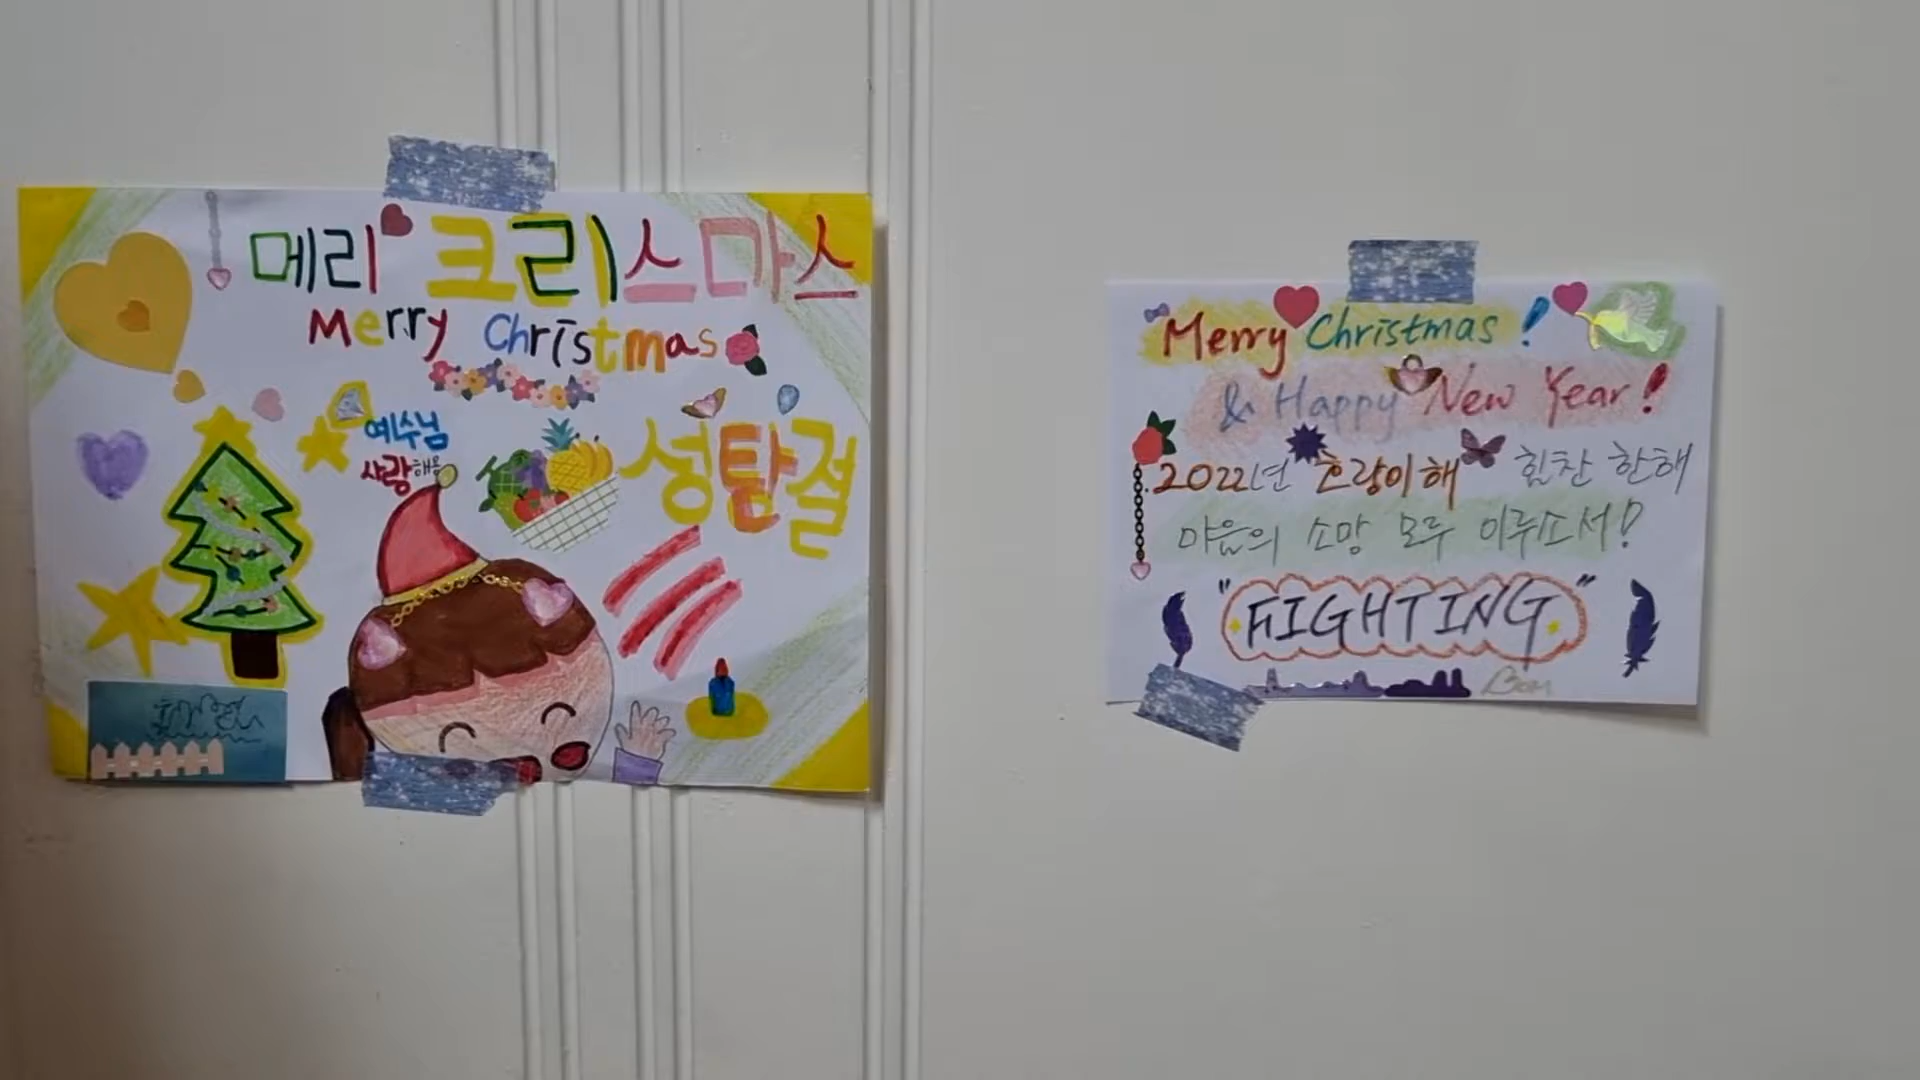 메리 크리스마스
Merry Christmas
예수님
사랑해용
성탄절
Merry Christmas!
& Happy New Year!
2022년 호랑이해 힘찬 한해
마음의 소망 모두 이루소서!
"FIGHTING"